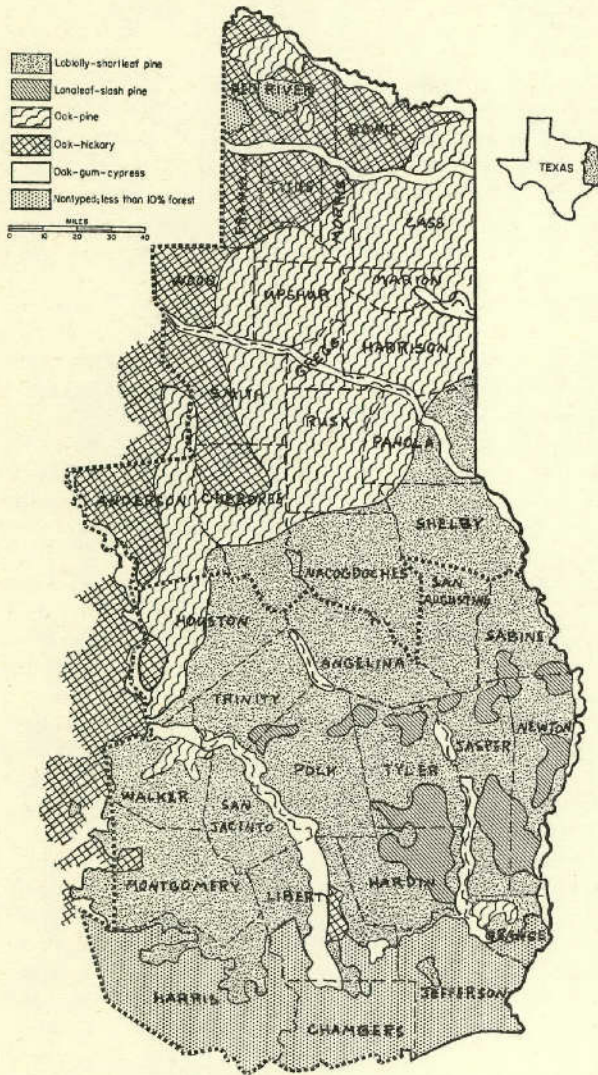 Loblolly-shortleaf pine
Longleaf-slash pine
Oak-pine
Oak-hickory
Oak-gum-cypress
Nontyped; less than 10% forest
MILES
0 10 20 30 40
TEXAS
RED RIVER
BOWIE
FRANKLIN
TITUS
MORRIS
CASS
WOOD
UPSHUR
MARION
GREGG
HARRISON
SMITH
RUSK
PANOLA
ANDERSON
CHEROKEE
SHELBY
NACOGDOCHES
SAN
AUGUSTINE
HOUSTON
SABINE
ANGELINA
TRINITY
NEWTON
JASPER
POLK
TYLER
WALKER
SAN
JACINTO
MONTGOMERY
LIBERTY
HARDIN
ORANGE
HARRIS
JEFFERSON
CHAMBERS